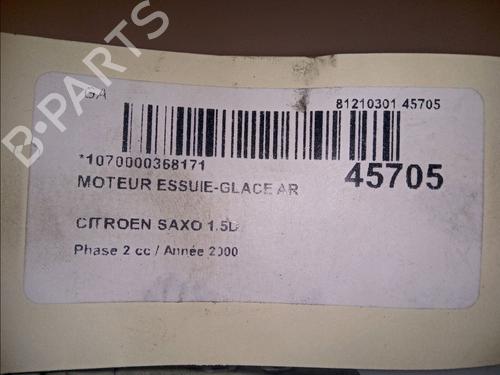 B-PARTS
GA
81210301 45705
*1070000368171
45705
MOTEUR ESSUIE-GLACE AR
CITROEN SAXO 1.5D
Phase 2 cc / Année 2000